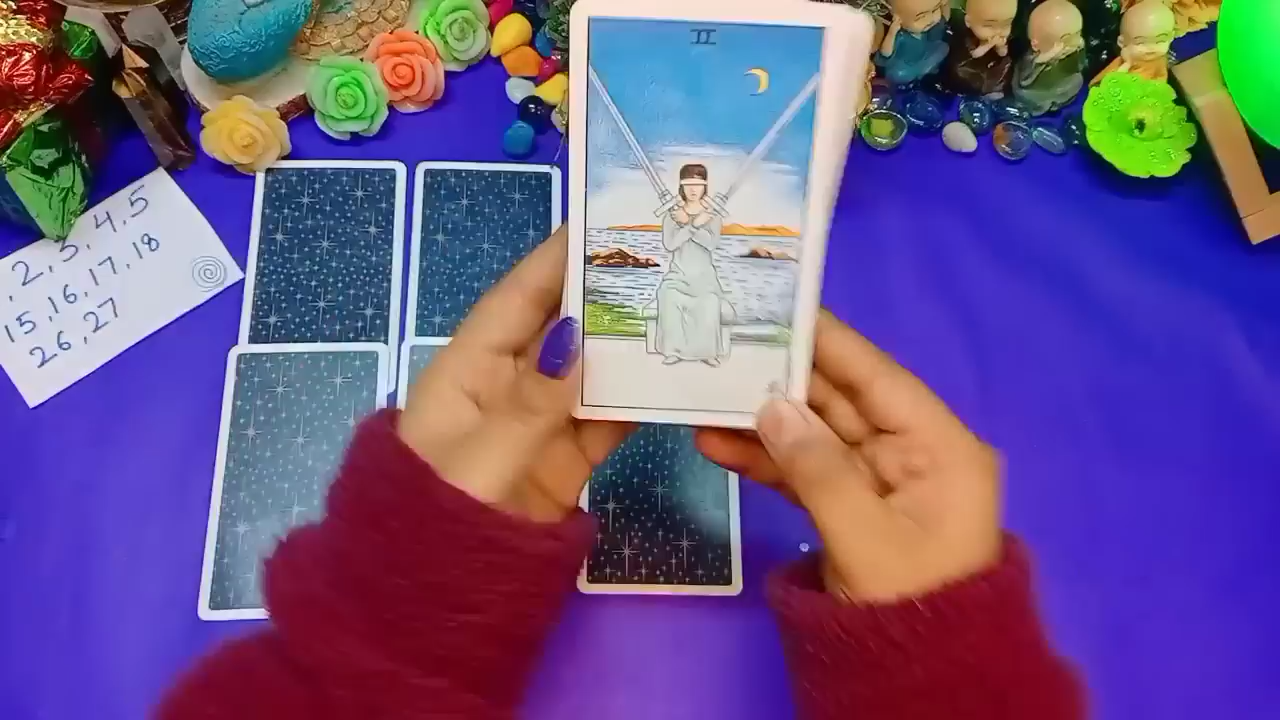 II
, 2, 3, 4, 5
15, 16, 17, 18
26, 27